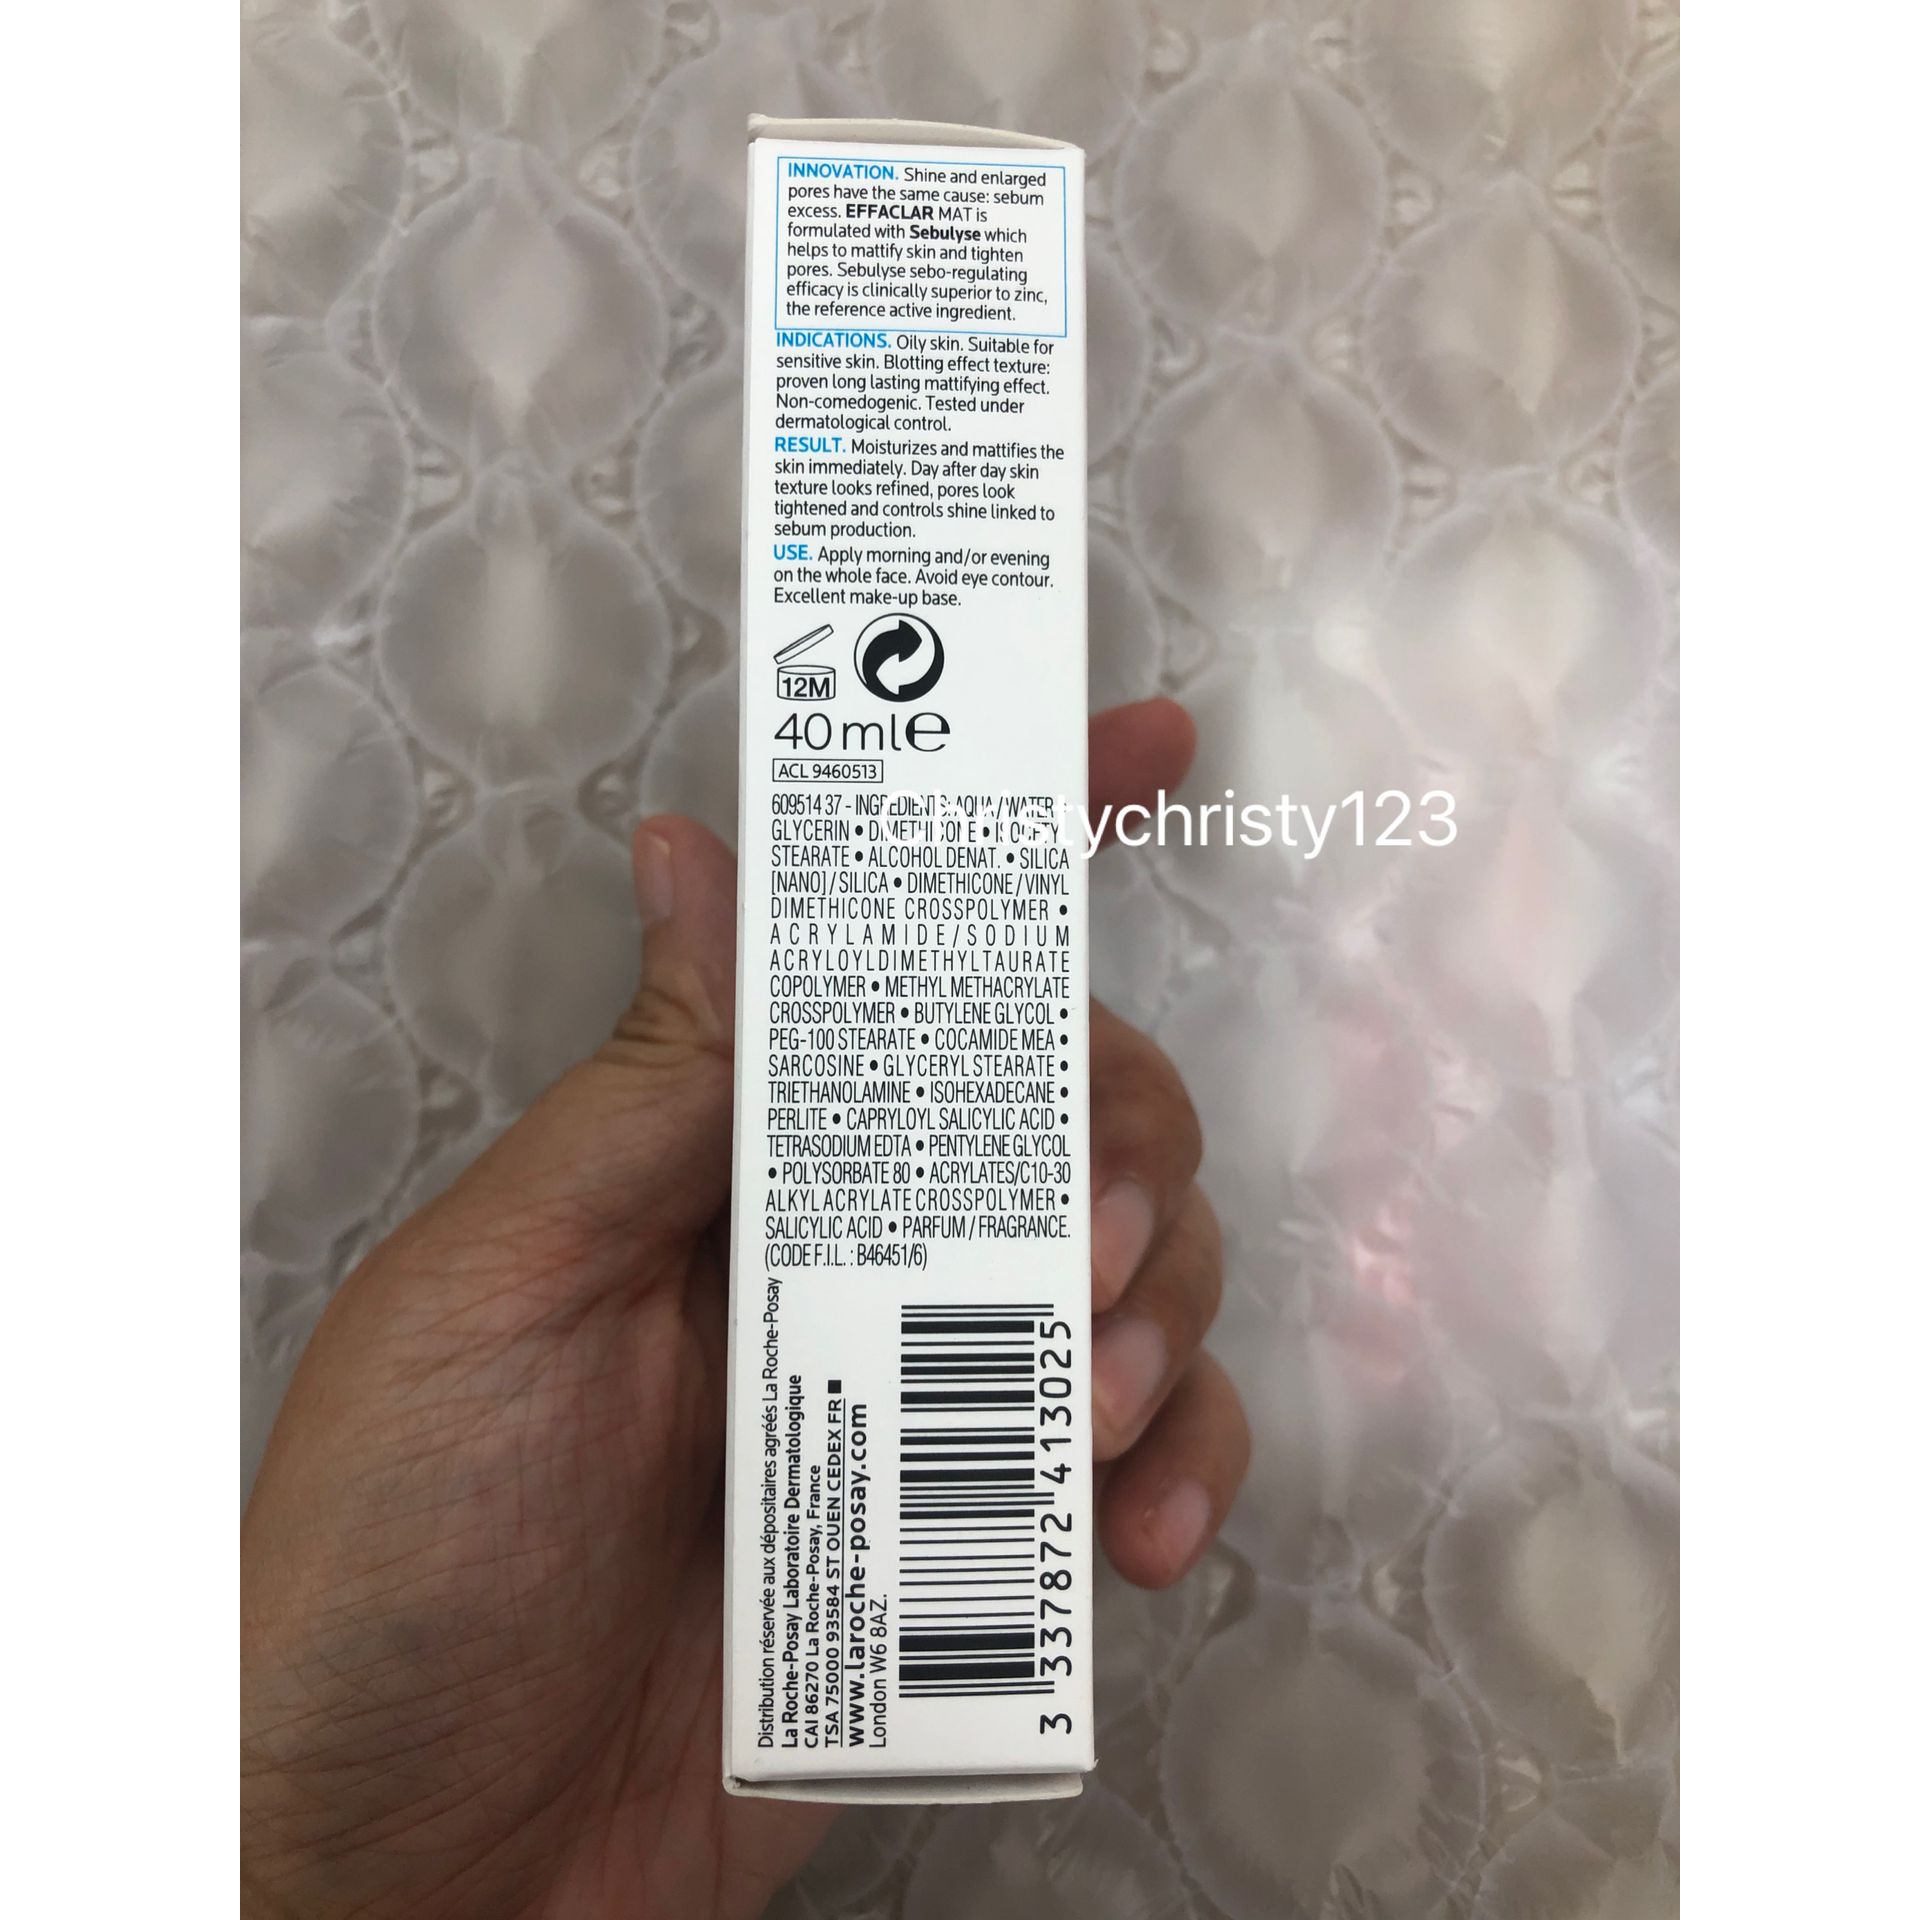 INNOVATION. Shine and enlarged
pores have the same cause: sebum
excess. EFFACLAR MAT is
formulated with Sebulyse which
helps to mattify skin and tighten
pores. Sebulyse sebo-regulating
efficacy is clinically superior to zinc,
the reference active ingredient.
INDICATIONS. Oily skin. Suitable for
sensitive skin. Blotting effect texture:
proven long lasting mattifying effect.
Non-comedogenic. Tested under
dermatological control.
RESULT. Moisturizes and mattifies the
skin immediately. Day after day skin
texture looks refined, pores look
tightened and controls shine linked to
sebum production.
USE. Apply morning and/or evening
on the whole face. Avoid eye contour.
Excellent make-up base.
12M
40 ml e
ACL 9460513
609514 37 - INGREDIENTS: AQUA / WATER •
GLYCERIN • DIMETHICONE • ISOCETYL
STEARATE • ALCOHOL DENAT. • SILICA
[NANO] / SILICA • DIMETHICONE / VINYL
DIMETHICONE CROSSPOLYMER •
ACRYLAMIDE/SODIUM
ACRYLOYLDIMETHYLTAURATE
COPOLYMER • METHYL METHACRYLATE
CROSSPOLYMER • BUTYLENE GLYCOL •
PEG-100 STEARATE • COCAMIDE MEA •
SARCOSINE • GLYCERYL STEARATE •
TRIETHANOLAMINE • ISOHEXADECANE •
PERLITE • CAPRYLOYL SALICYLIC ACID •
TETRASODIUM EDTA • PENTYLENE GLYCOL
• POLYSORBATE 80 • ACRYLATES/C10-30
ALKYL ACRYLATE CROSSPOLYMER •
SALICYLIC ACID • PARFUM / FRAGRANCE.
(CODE F.I.L. : B46451/6)
Christychristy123
Distribution réservée aux dépositaires agréés La Roche-Posay
La Roche-Posay Laboratoire Dermatologique
CAI 86270 La Roche-Posay, France
TSA 75000 93584 ST OUEN CEDEX FR ■
www.laroche-posay.com
London W6 8AZ.
3 337872 413025